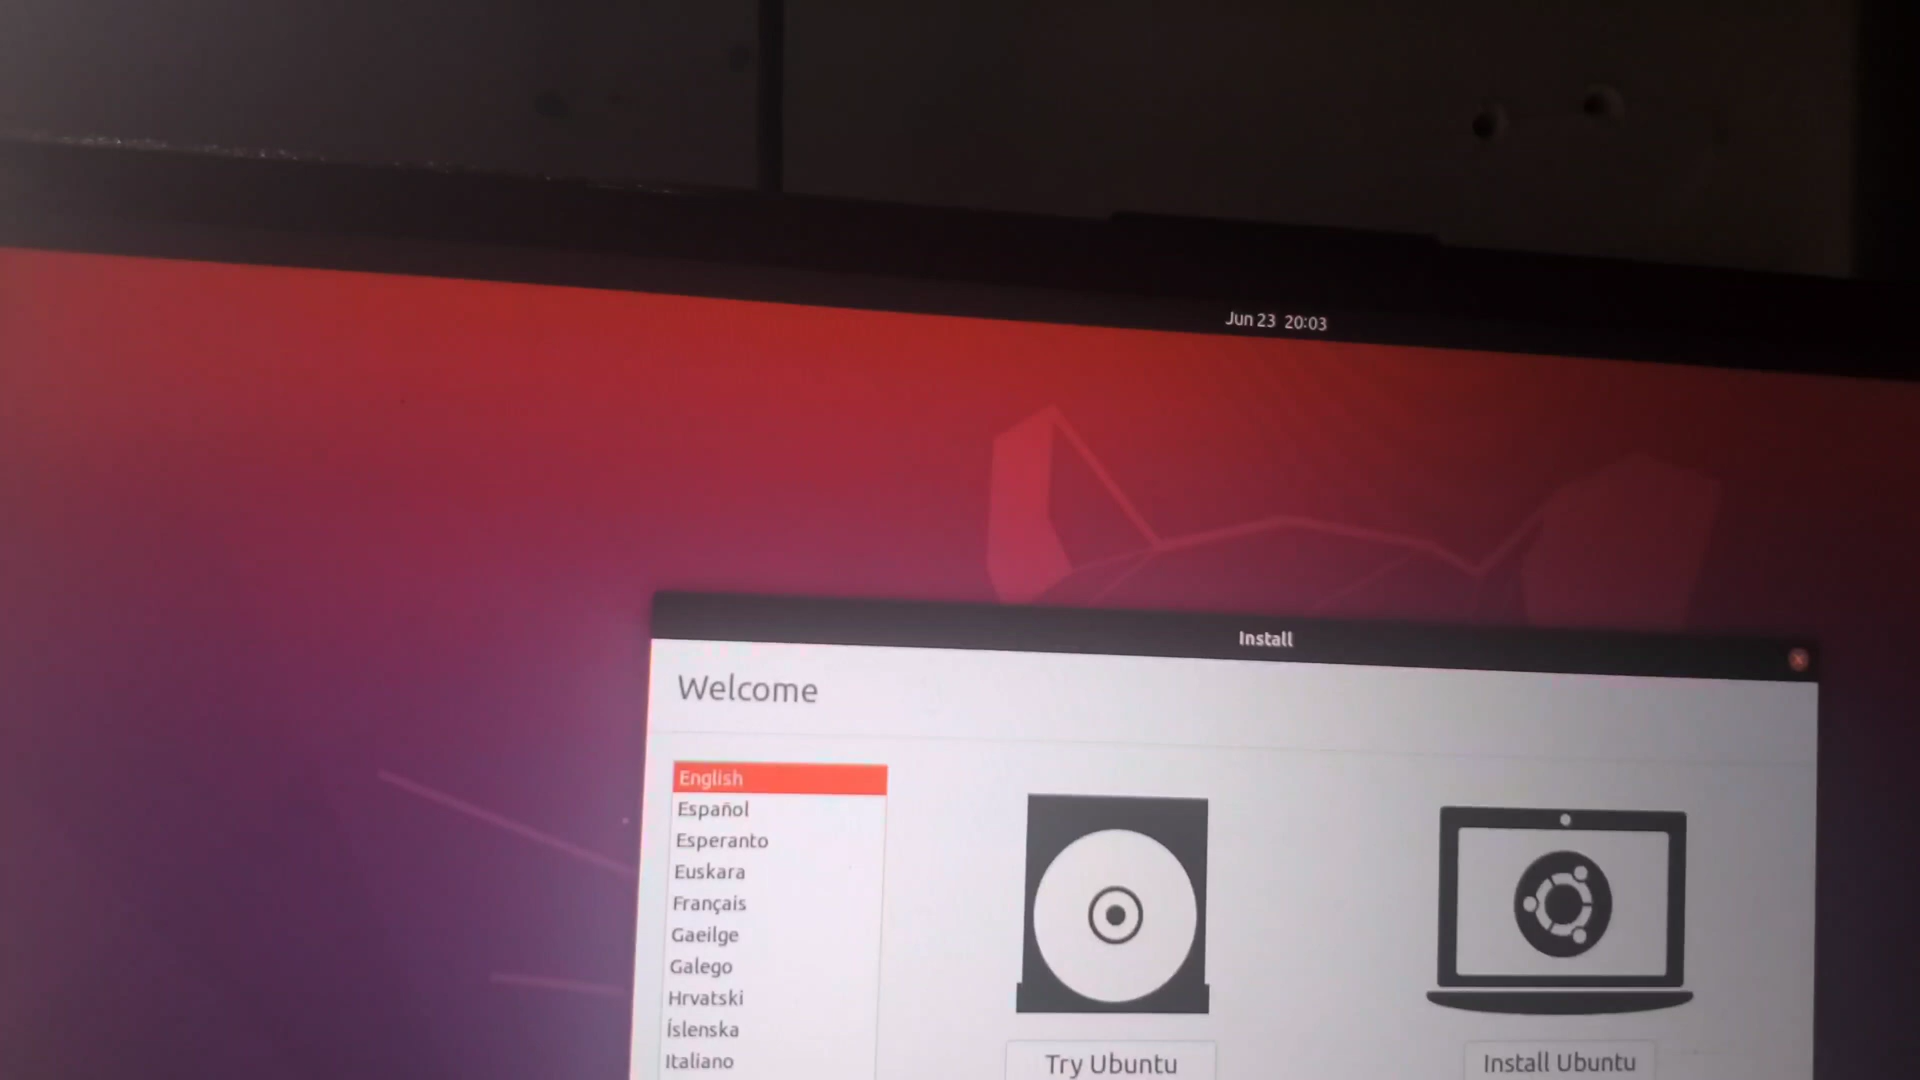 Jun 23 20:03
Install
Welcome
English
Español
Esperanto
Euskara
Français
Gaeilge
Galego
Hrvatski
Íslenska
Italiano
Try Ubuntu
Install Ubuntu